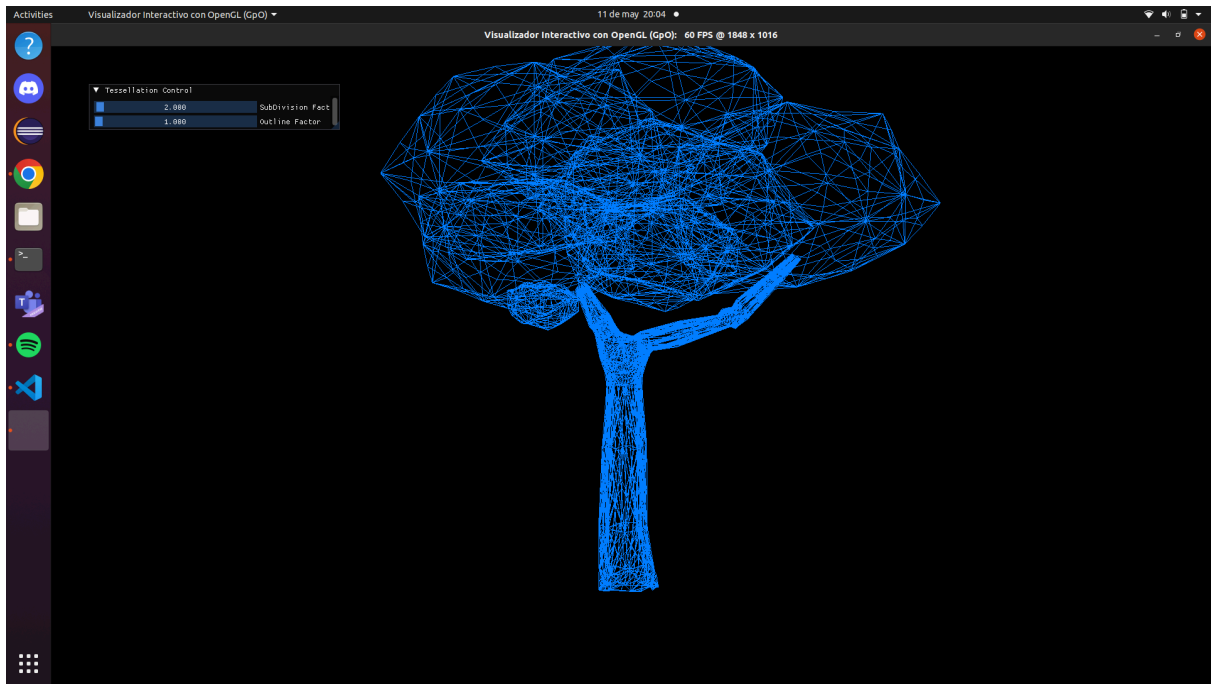 Activities Visualizador Interactivo con OpenGL (GpO) 11 de may 20:04
Visualizador Interactivo con OpenGL (GpO): 60 FPS @ 1848 x 1016
Tessellation Control
2.000 SubDivision Fact
1.000 Outline Factor